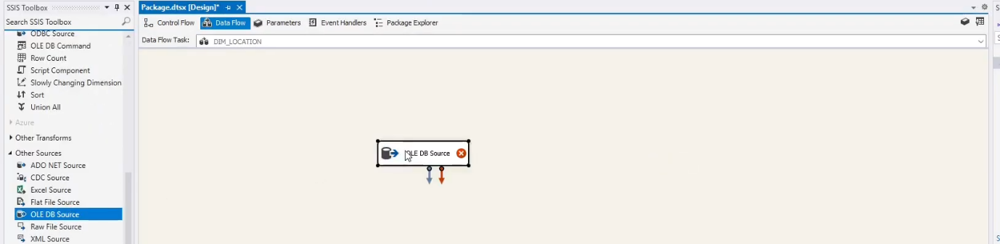 SSIS Toolbox
Search SSIS Toolbox
ODBC Source
OLE DB Command
Row Count
Script Component
Slowly Changing Dimension
Sort
Union All
Azure
Other Transforms
Other Sources
ADO NET Source
CDC Source
Excel Source
Flat File Source
OLE DB Source
Raw File Source
XML Source
Package.dtsx [Design]*
Control Flow Data Flow Parameters Event Handlers Package Explorer
Data Flow Task: DIM_LOCATION
OLE DB Source